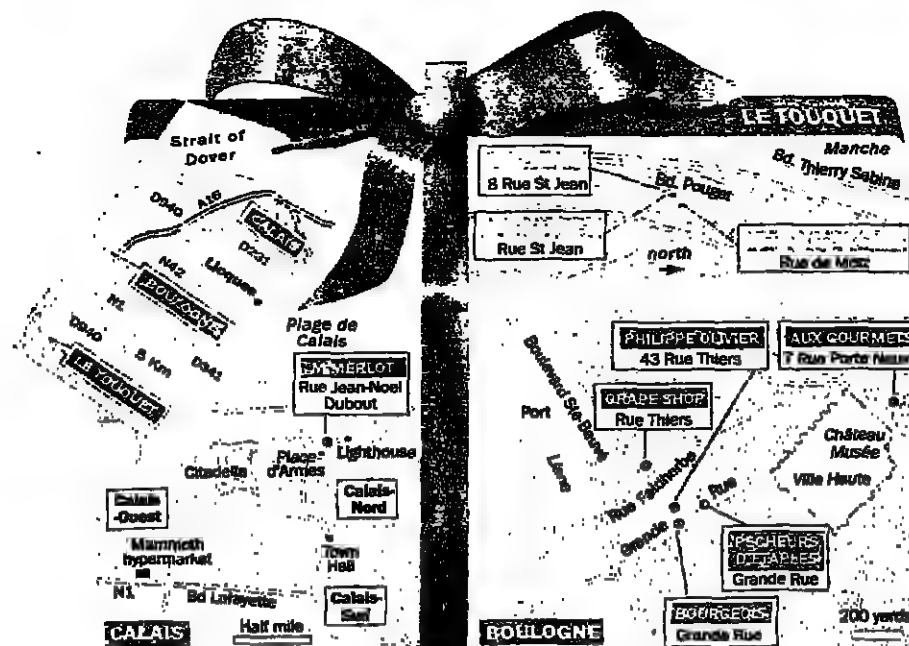 Strait of
Dover
D940
A16
CALAIS
D231
N42
Licques
BOULOGNE
N1
D940
8 Km
D341
LE TOUQUET
Plage de
Calais
Rue Jean-Noel
Dubout
Citadelle
Place
d'Armes
Lighthouse
Calais
-Ouest
Calais-
Nord
Mammoth
hypermarket
Town
Hall
N1
Bd Lafayette
Calais-
Sud
CALAIS
Half mile
LE TOUQUET
Manche
Bd. Thierry Sabine
8 Rue St Jean
Bd. Pouget
Rue St Jean
north
Rue de Metz
PHILIPPE OLIVIER
43 Rue Thiers
AUX GOURMETS
7 Rue Porte Neuve
GRAPE SHOP
Rue Thiers
Boulevard Ste-Beuve
Port
Liane
Château
Musée
Ville Haute
Rue Faidherbe
Grande
Rue
PECHEURS
D'ETAPLES
Grande Rue
BOURGEOIS
Grande Rue
BOULOGNE
200 yards